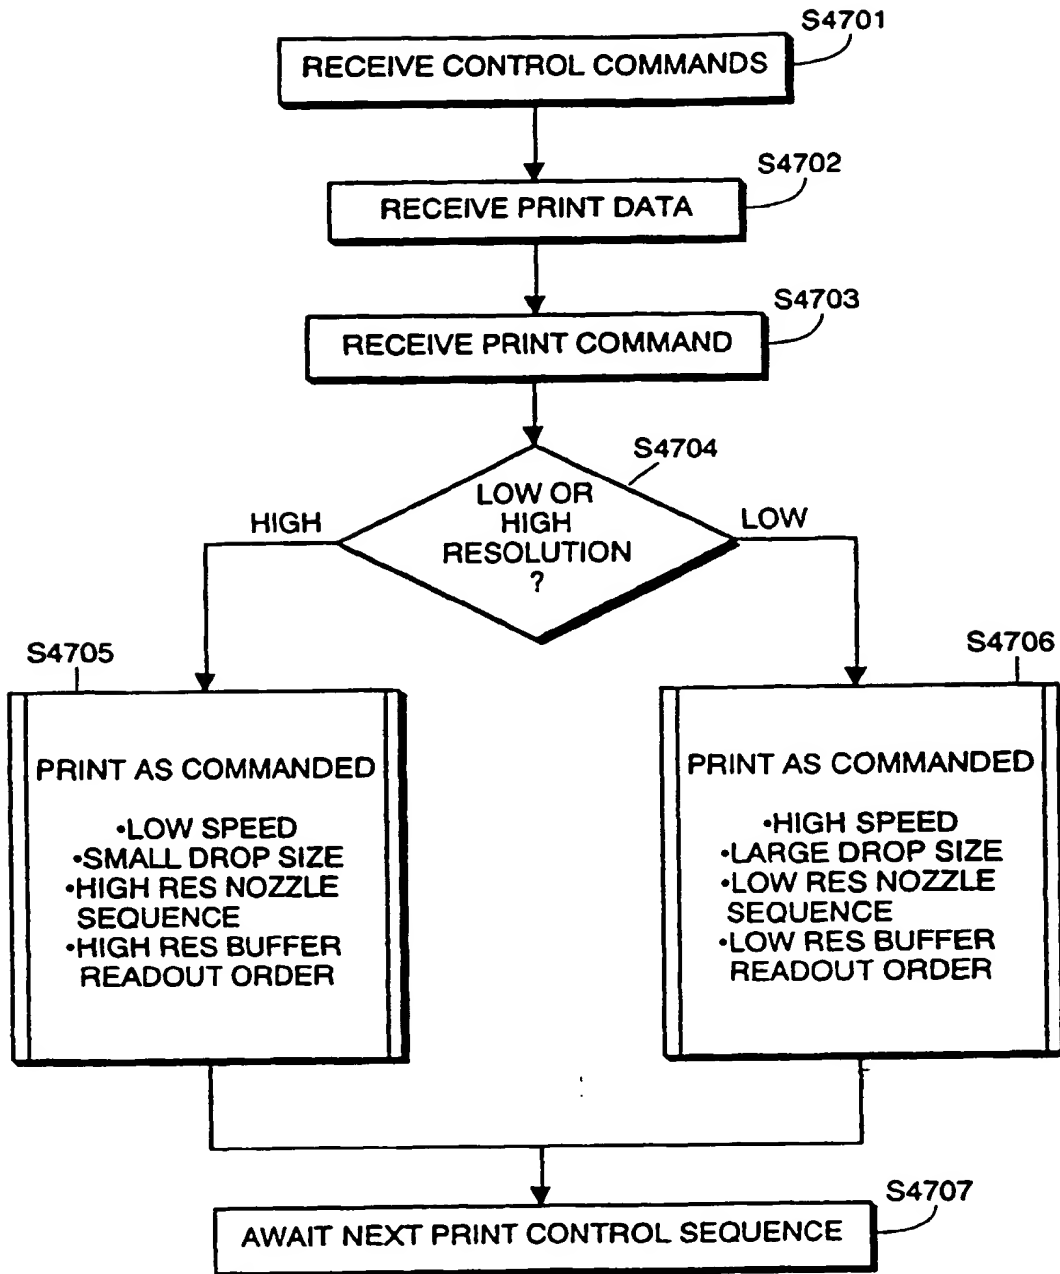 S4701
RECEIVE CONTROL COMMANDS
S4702
RECEIVE PRINT DATA
S4703
RECEIVE PRINT COMMAND
S4704
LOW OR
HIGH
RESOLUTION
?
HIGH
LOW
S4705
PRINT AS COMMANDED
•LOW SPEED
•SMALL DROP SIZE
•HIGH RES NOZZLE
SEQUENCE
•HIGH RES BUFFER
READOUT ORDER
S4706
PRINT AS COMMANDED
•HIGH SPEED
•LARGE DROP SIZE
•LOW RES NOZZLE
SEQUENCE
•LOW RES BUFFER
READOUT ORDER
S4707
AWAIT NEXT PRINT CONTROL SEQUENCE